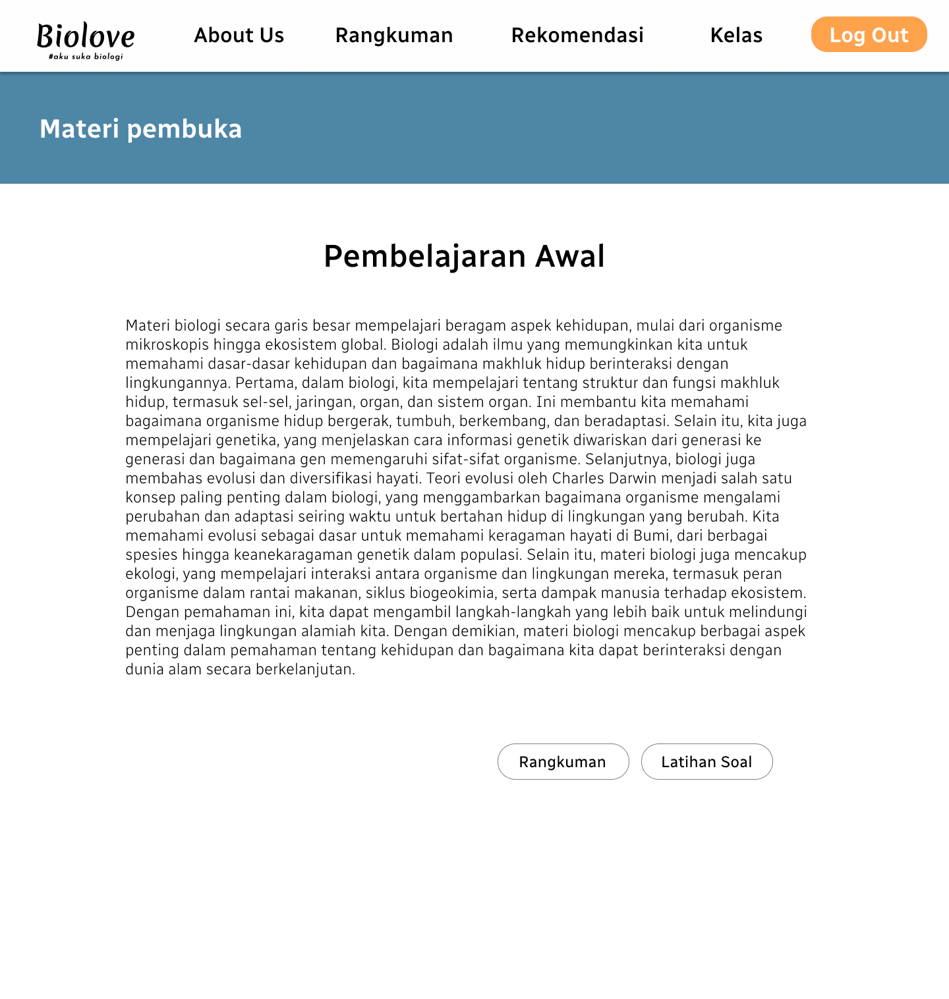 Biolove
#aku suka biologi
About Us
Rangkuman
Rekomendasi
Kelas
Log Out
Materi pembuka
Pembelajaran Awal
Materi biologi secara garis besar mempelajari beragam aspek kehidupan, mulai dari organisme
mikroskopis hingga ekosistem global. Biologi adalah ilmu yang memungkinkan kita untuk
memahami dasar-dasar kehidupan dan bagaimana makhluk hidup berinteraksi dengan
lingkungannya. Pertama, dalam biologi, kita mempelajari tentang struktur dan fungsi makhluk
hidup, termasuk sel-sel, jaringan, organ, dan sistem organ. Ini membantu kita memahami
bagaimana organisme hidup bergerak, tumbuh, berkembang, dan beradaptasi. Selain itu, kita juga
mempelajari genetika, yang menjelaskan cara informasi genetik diwariskan dari generasi ke
generasi dan bagaimana gen memengaruhi sifat-sifat organisme. Selanjutnya, biologi juga
membahas evolusi dan diversifikasi hayati. Teori evolusi oleh Charles Darwin menjadi salah satu
konsep paling penting dalam biologi, yang menggambarkan bagaimana organisme mengalami
perubahan dan adaptasi seiring waktu untuk bertahan hidup di lingkungan yang berubah. Kita
memahami evolusi sebagai dasar untuk memahami keragaman hayati di Bumi, dari berbagai
spesies hingga keanekaragaman genetik dalam populasi. Selain itu, materi biologi juga mencakup
ekologi, yang mempelajari interaksi antara organisme dan lingkungan mereka, termasuk peran
organisme dalam rantai makanan, siklus biogeokimia, serta dampak manusia terhadap ekosistem.
Dengan pemahaman ini, kita dapat mengambil langkah-langkah yang lebih baik untuk melindungi
dan menjaga lingkungan alamiah kita. Dengan demikian, materi biologi mencakup berbagai aspek
penting dalam pemahaman tentang kehidupan dan bagaimana kita dapat berinteraksi dengan
dunia alam secara berkelanjutan.
Rangkuman
Latihan Soal